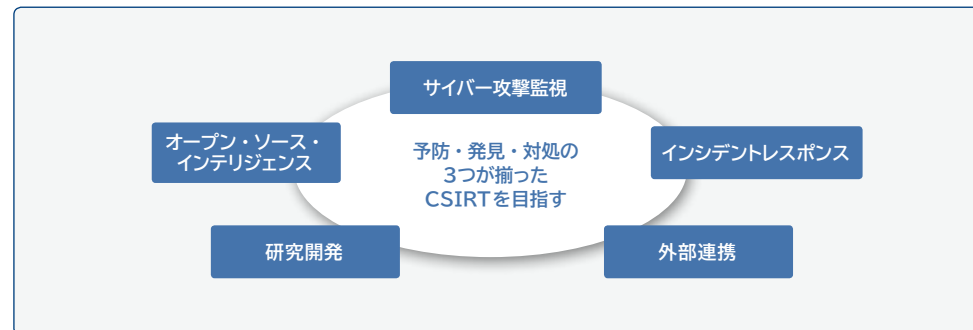 サイバー攻撃監視
オープン・ソース・
インテリジェンス
予防・発見・対処の
3つが揃った
CSIRTを目指す
インシデントレスポンス
研究開発
外部連携